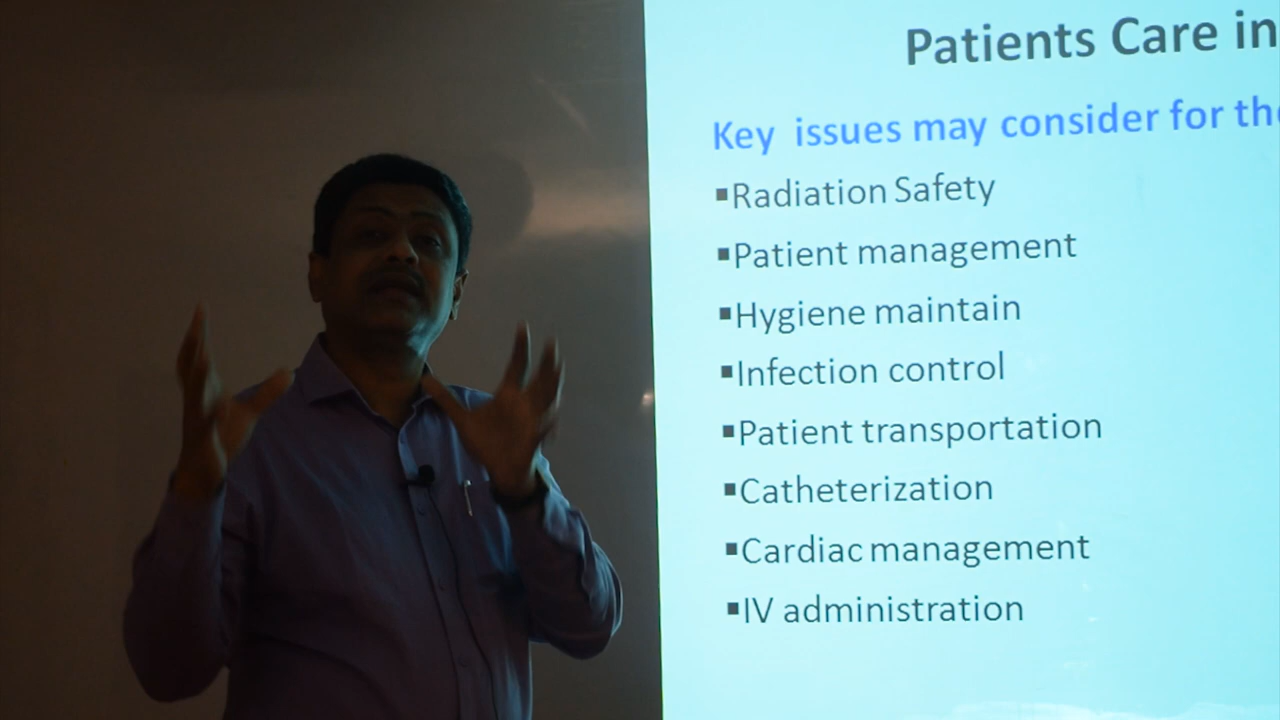 Patients Care in
Key issues may consider for
▪Radiation Safety
▪Patient management
▪Hygiene maintain
▪Infection control
▪Patient transportation
▪Catheterization
▪Cardiac management
▪IV administration